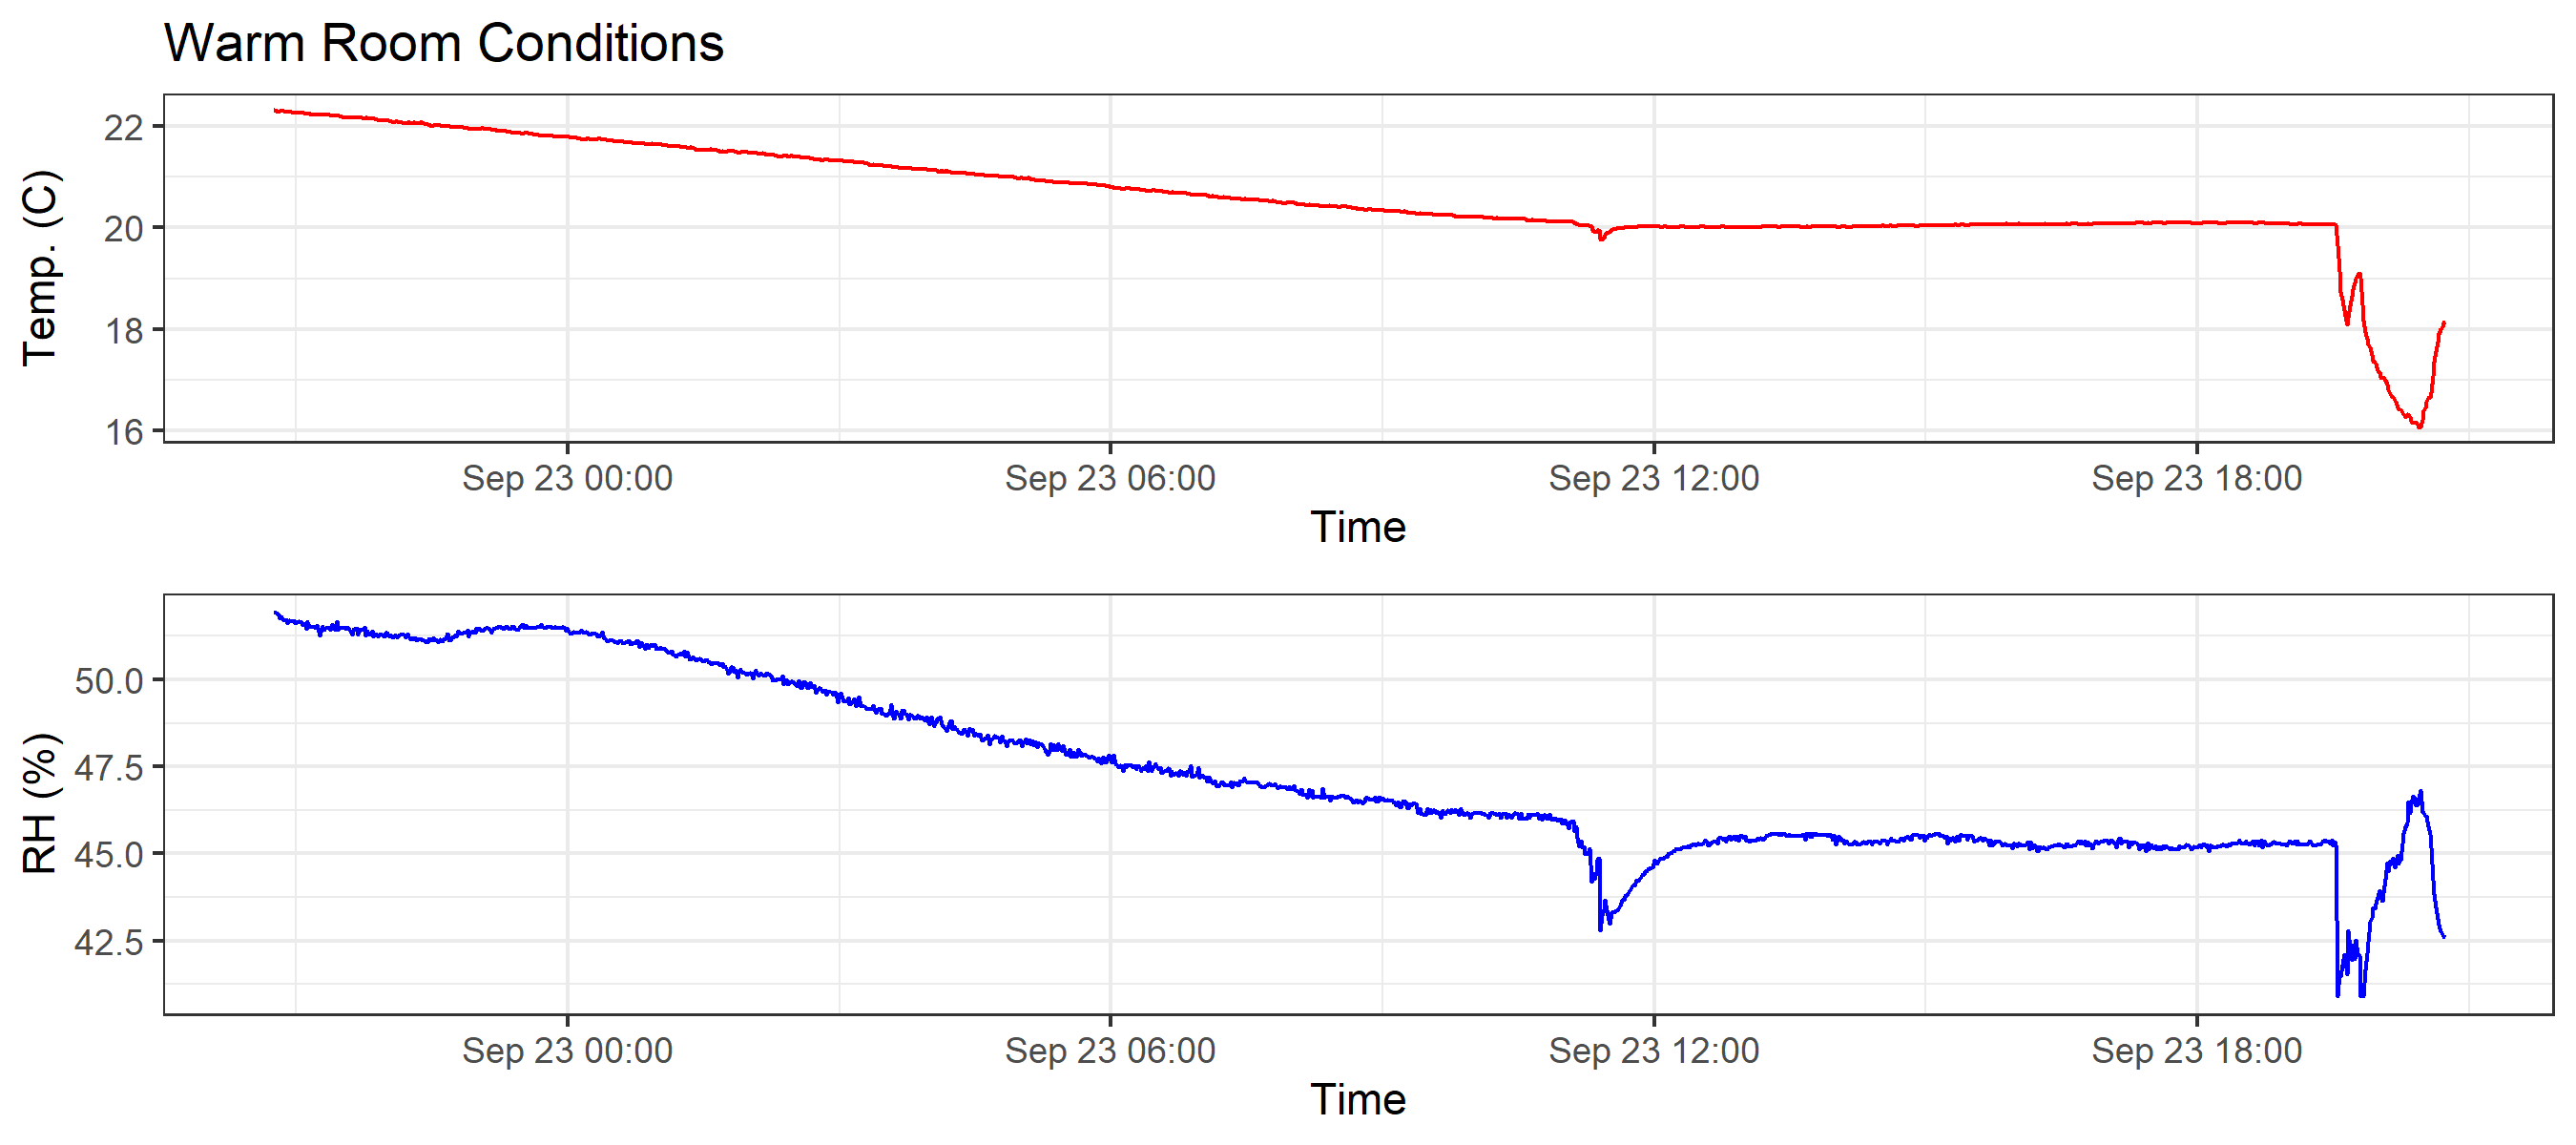 Warm Room Conditions
Temp. (C)
22
20
18
16
Sep 23 00:00 Sep 23 06:00 Sep 23 12:00 Sep 23 18:00
Time
RH (%)
50.0
47.5
45.0
42.5
Sep 23 00:00 Sep 23 06:00 Sep 23 12:00 Sep 23 18:00
Time